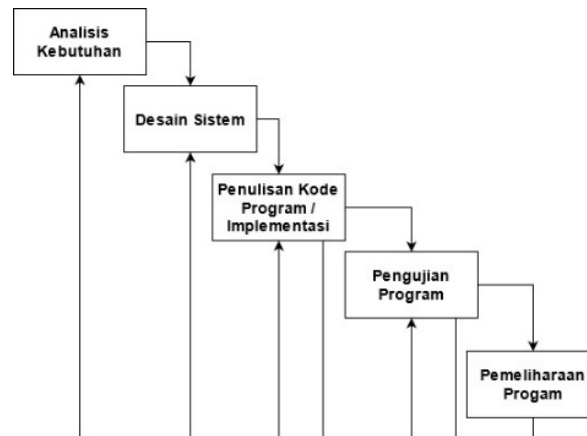 Analisis
Kebutuhan
Desain Sistem
Penulisan Kode
Program /
Implementasi
Pengujian
Program
Pemeliharaan
Progam